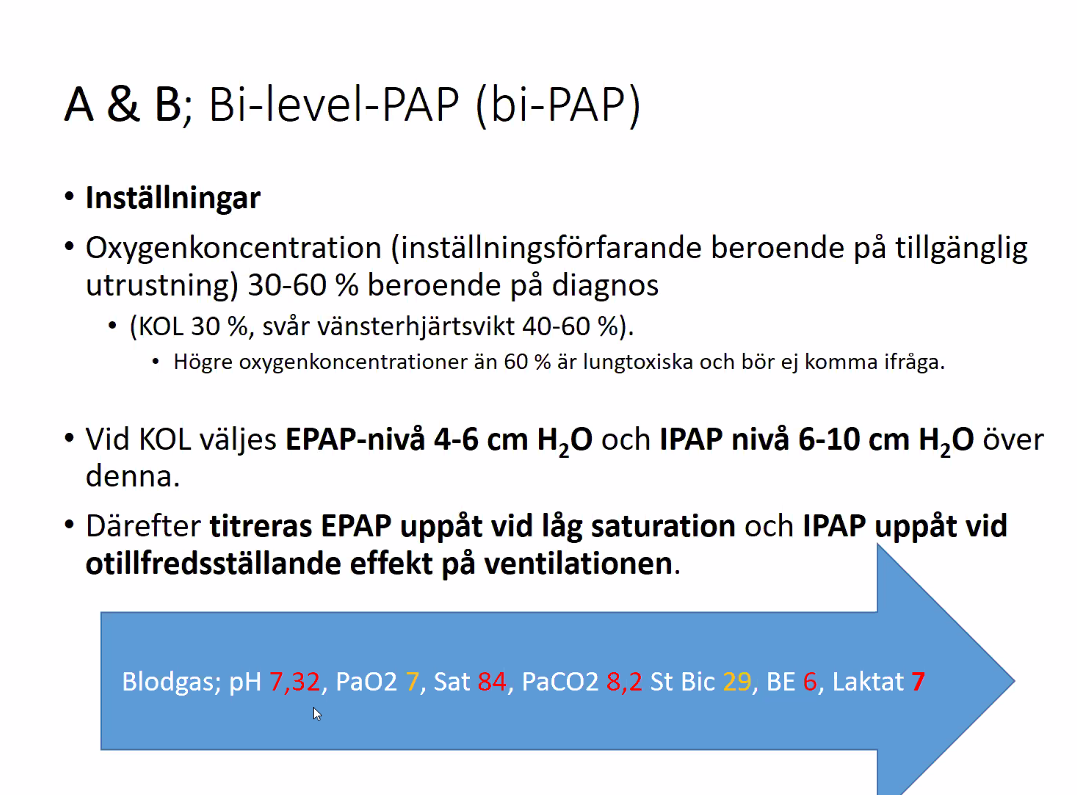 A & B; Bi-level-PAP (bi-PAP)
• Inställningar
• Oxygenkoncentration (inställningsförfarande beroende på tillgänglig
utrustning) 30-60 % beroende på diagnos
• (KOL 30 %, svår vänsterhjärtsvikt 40-60 %).
• Högre oxygenkoncentrationer än 60 % är lungtoxiska och bör ej komma ifråga.
• Vid KOL väljes EPAP-nivå 4-6 cm H₂O och IPAP nivå 6-10 cm H₂O över
denna.
• Därefter titreras EPAP uppåt vid låg saturation och IPAP uppåt vid
otillfredsställande effekt på ventilationen.
Blodgas; pH 7,32, PaO2 7, Sat 84, PaCO2 8,2 St Bic 29, BE 6, Laktat 7